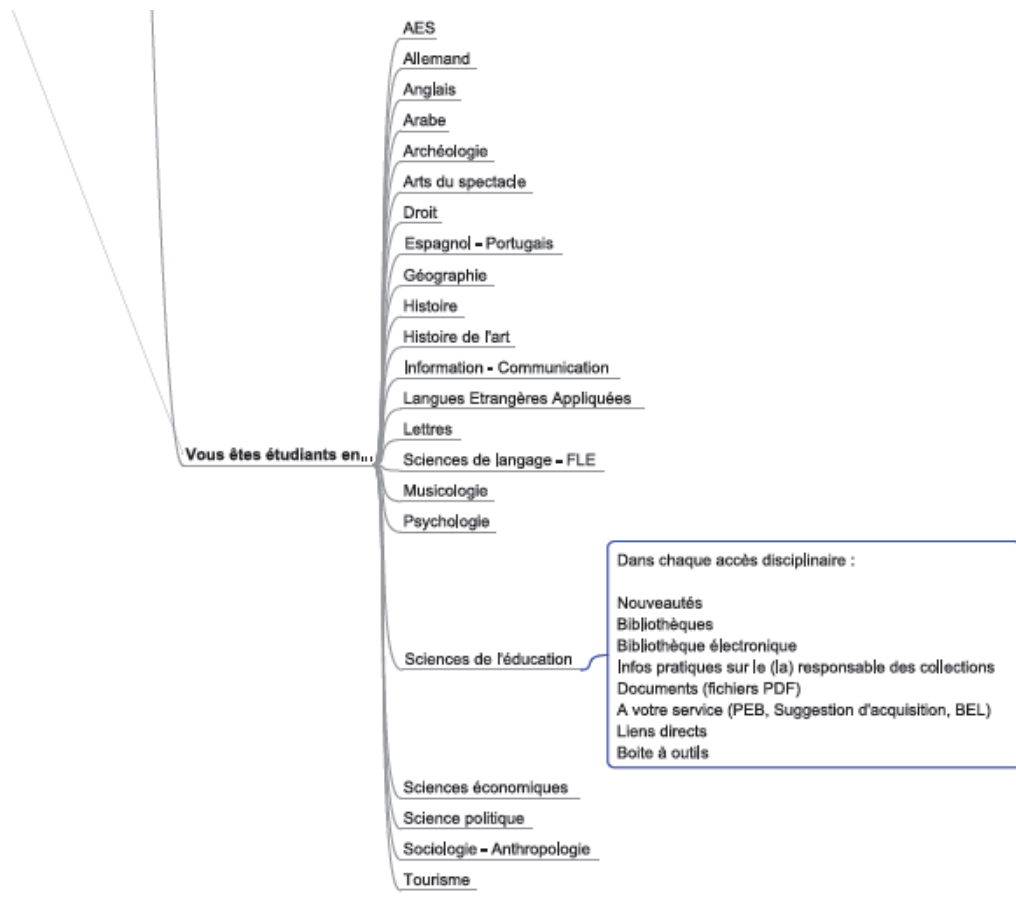 AES
Allemand
Anglais
Arabe
Archéologie
Arts du spectacle
Droit
Espagnol - Portugais
Géographie
Histoire
Histoire de l'art
Information - Communication
Langues Etrangères Appliquées
Lettres
Vous êtes étudiants en...
Sciences de langage - FLE
Musicologie
Psychologie
Dans chaque accès disciplinaire :
Nouveautés
Bibliothèques
Bibliothèque électronique
Sciences de l'éducation
Infos pratiques sur le (la) responsable des collections
Documents (fichiers PDF)
A votre service (PEB, Suggestion d'acquisition, BEL)
Liens directs
Boite à outils
Sciences économiques
Science politique
Sociologie - Anthropologie
Tourisme